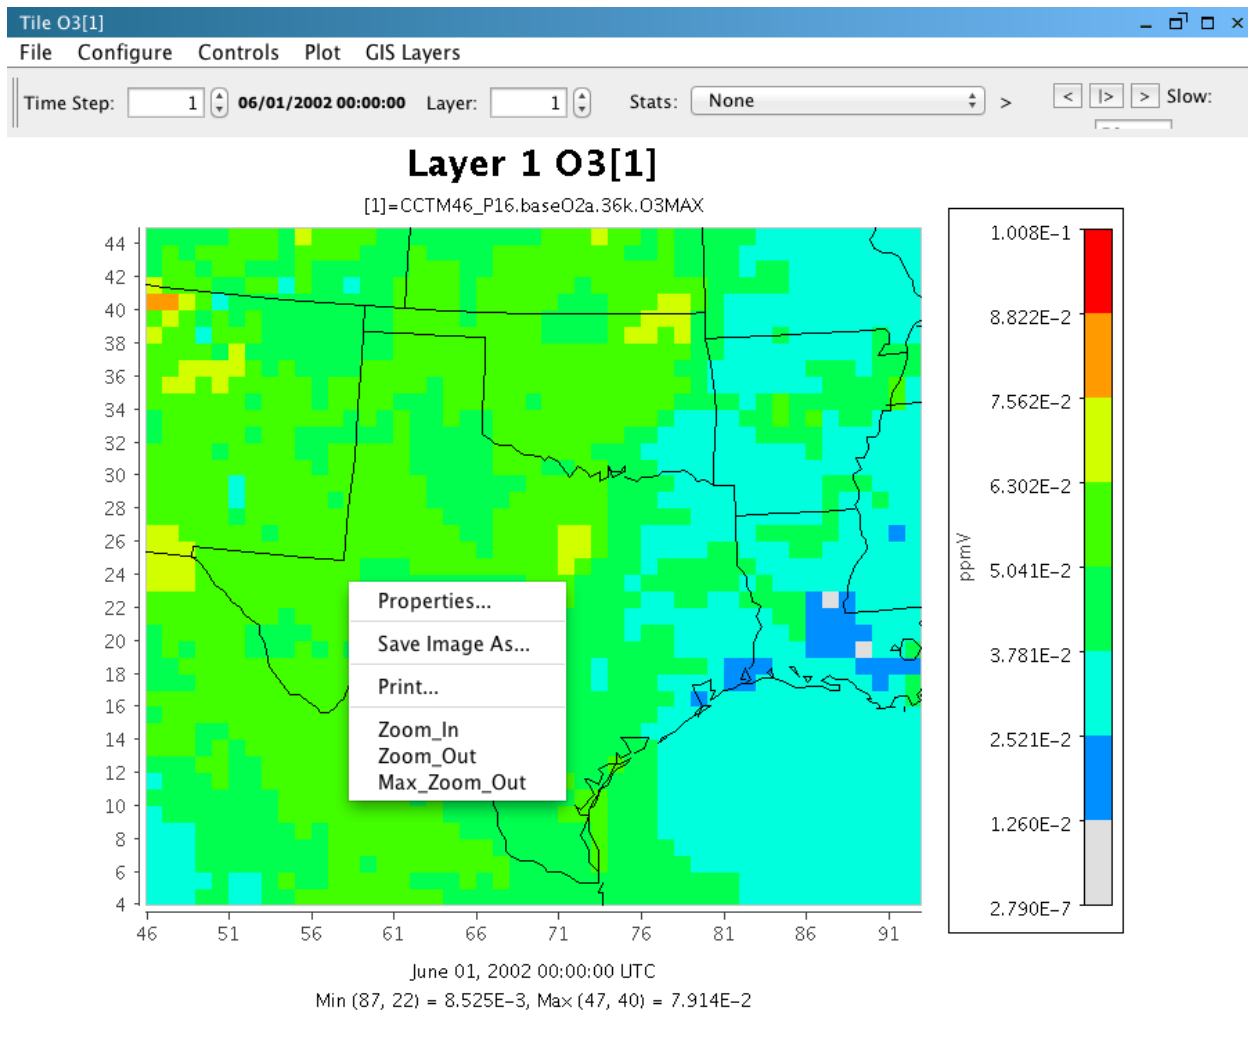 Tile O3[1]
File Configure Controls Plot GIS Layers
Time Step: 1 06/01/2002 00:00:00 Layer: 1 Stats: None > < |> > Slow:
Layer 1 O3[1]
[1]=CCTM46_P16.baseO2a.36k.O3MAX
44
42
40
38
36
34
32
30
28
26
24
22
20
18
16
14
12
10
8
6
4
46 51 56 61 66 71 76 81 86 91
Properties...
Save Image As...
Print...
Zoom_In
Zoom_Out
Max_Zoom_Out
1.008E-1
8.822E-2
7.562E-2
6.302E-2
5.041E-2
3.781E-2
2.521E-2
1.260E-2
2.790E-7
ppmV
June 01, 2002 00:00:00 UTC
Min (87, 22) = 8.525E-3, Max (47, 40) = 7.914E-2